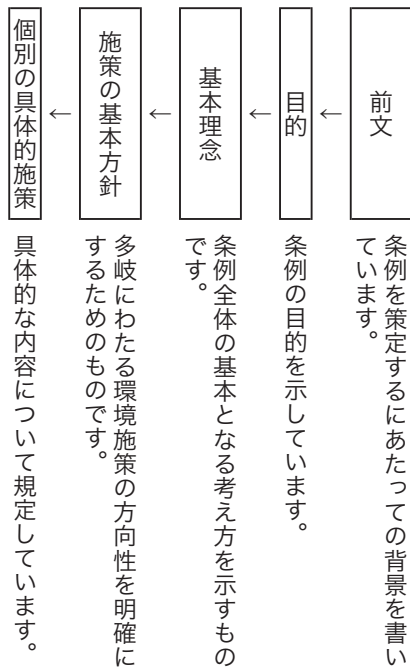 前文
条例を策定するにあたっての背景を書い
ています。
←
目的
条例の目的を示しています。
←
基本理念
条例全体の基本となる考え方を示すもの
です。
←
施策の基本方針
多岐にわたる環境施策の方向性を明確に
するためのものです。
←
個別の具体的施策
具体的な内容について規定しています。